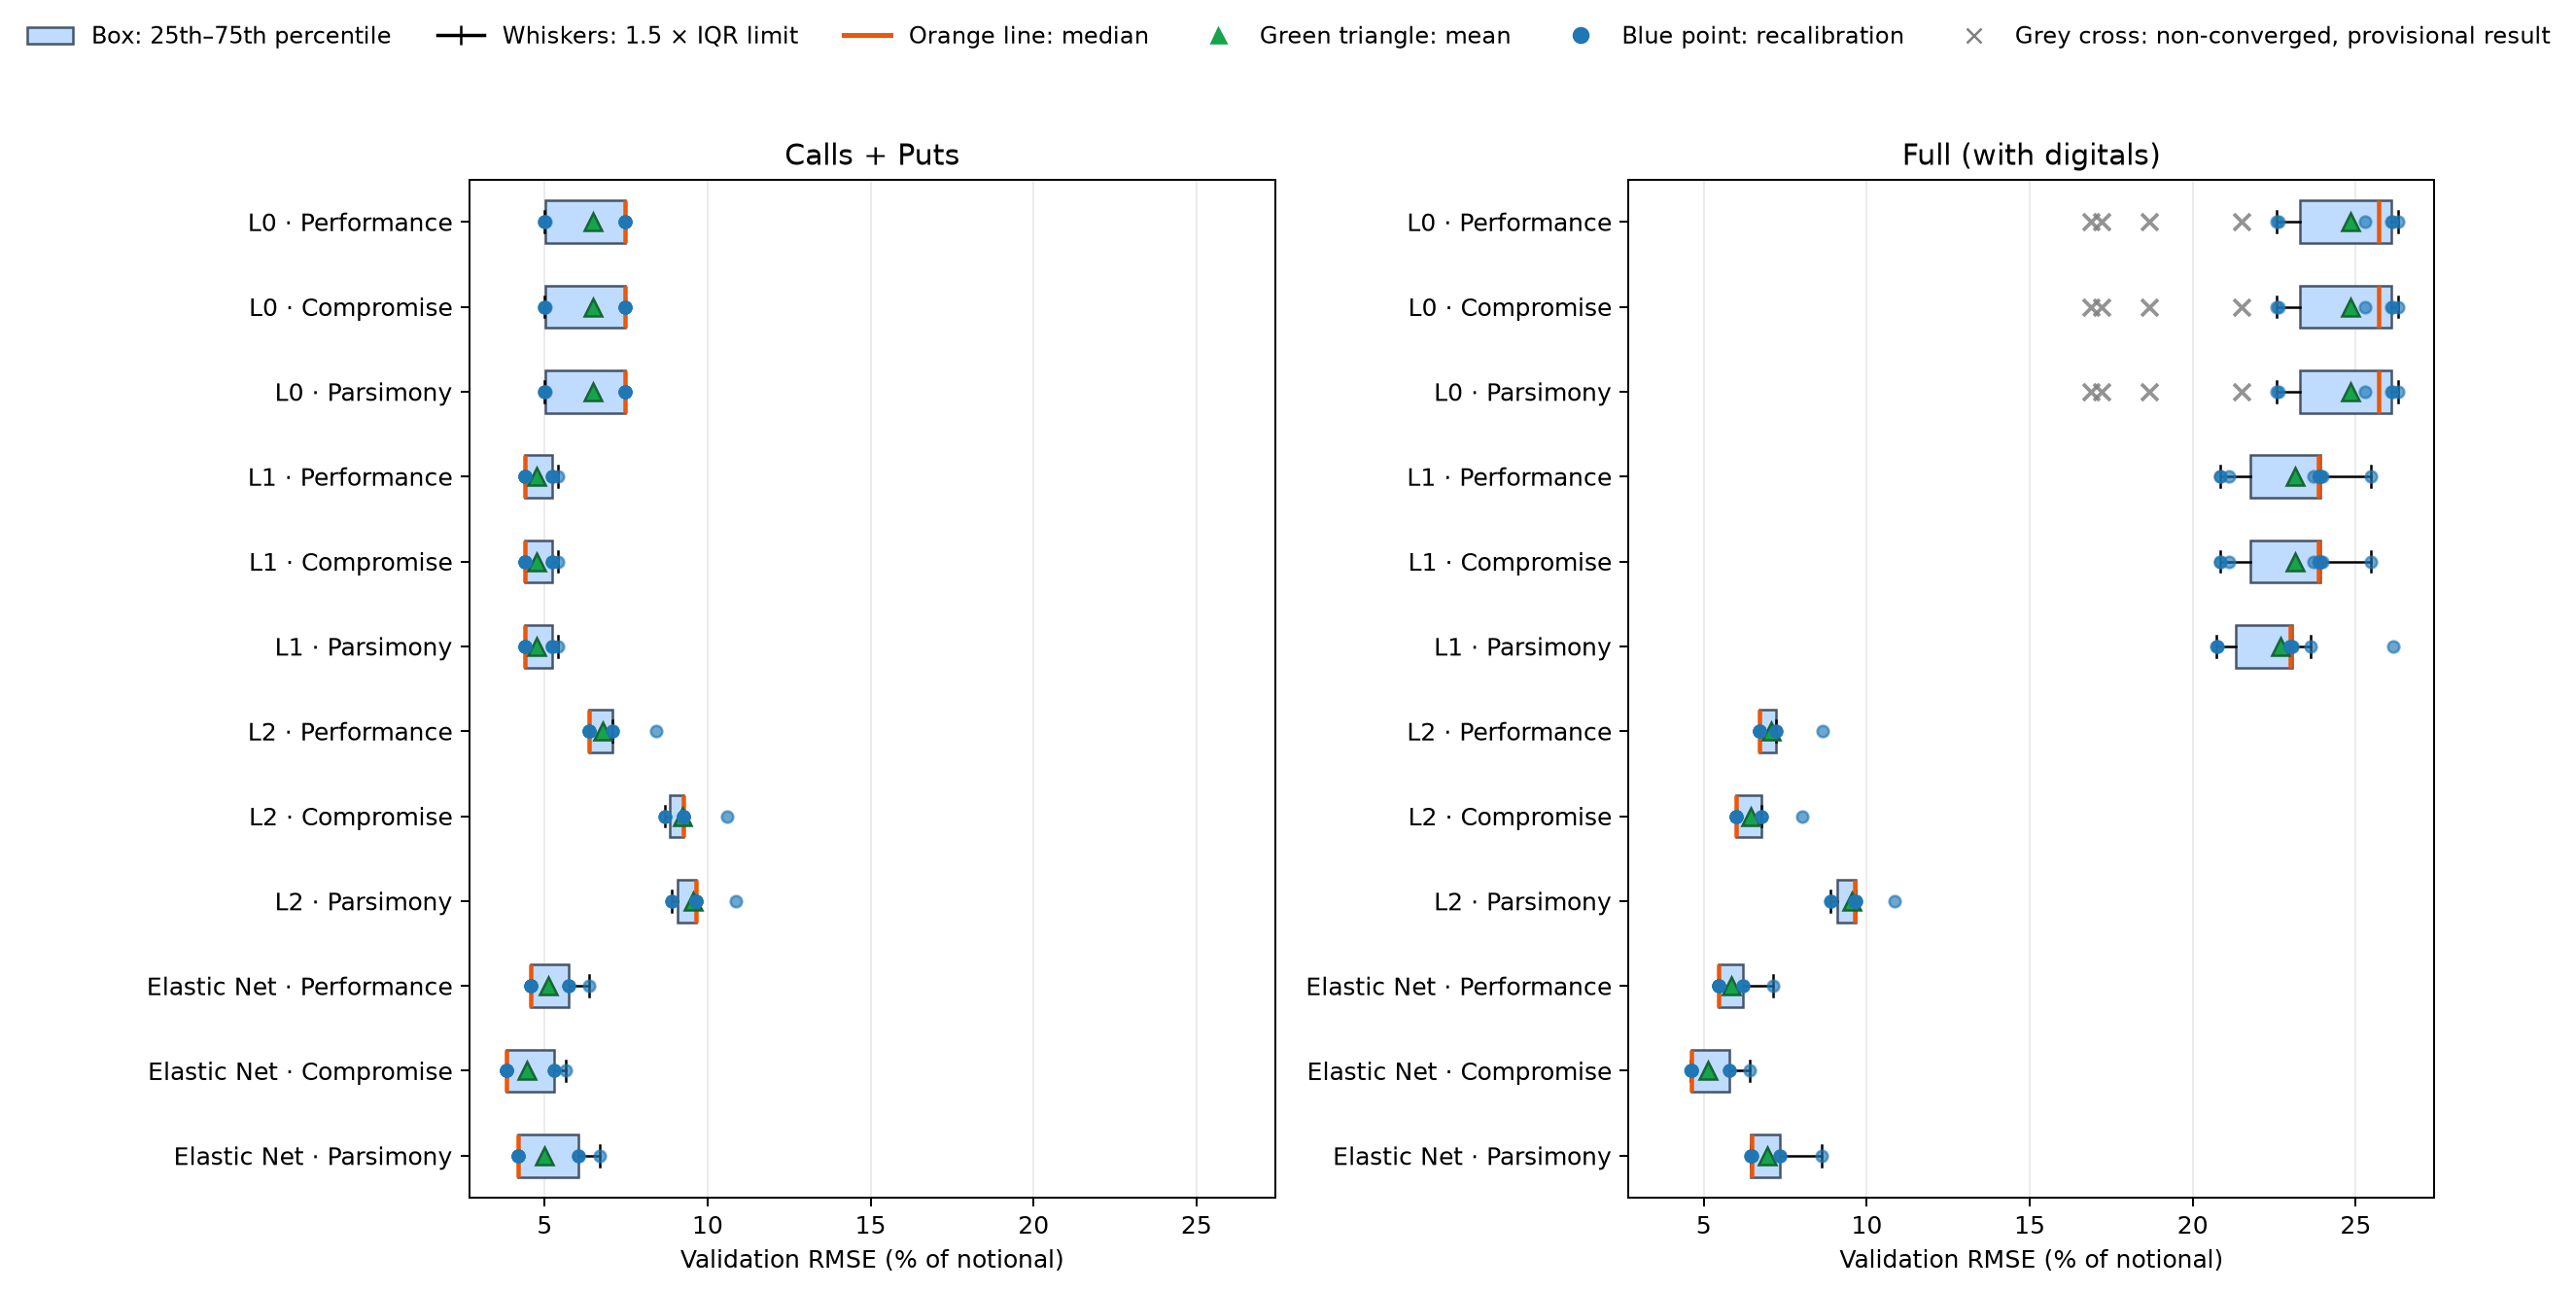 Box: 25th–75th percentile
Whiskers: 1.5 × IQR limit
Orange line: median
Green triangle: mean
Blue point: recalibration
Grey cross: non-converged, provisional result
Calls + Puts
L0 · Performance
L0 · Compromise
L0 · Parsimony
L1 · Performance
L1 · Compromise
L1 · Parsimony
L2 · Performance
L2 · Compromise
L2 · Parsimony
Elastic Net · Performance
Elastic Net · Compromise
Elastic Net · Parsimony
5 10 15 20 25
Validation RMSE (% of notional)
Full (with digitals)
L0 · Performance
L0 · Compromise
L0 · Parsimony
L1 · Performance
L1 · Compromise
L1 · Parsimony
L2 · Performance
L2 · Compromise
L2 · Parsimony
Elastic Net · Performance
Elastic Net · Compromise
Elastic Net · Parsimony
5 10 15 20 25
Validation RMSE (% of notional)